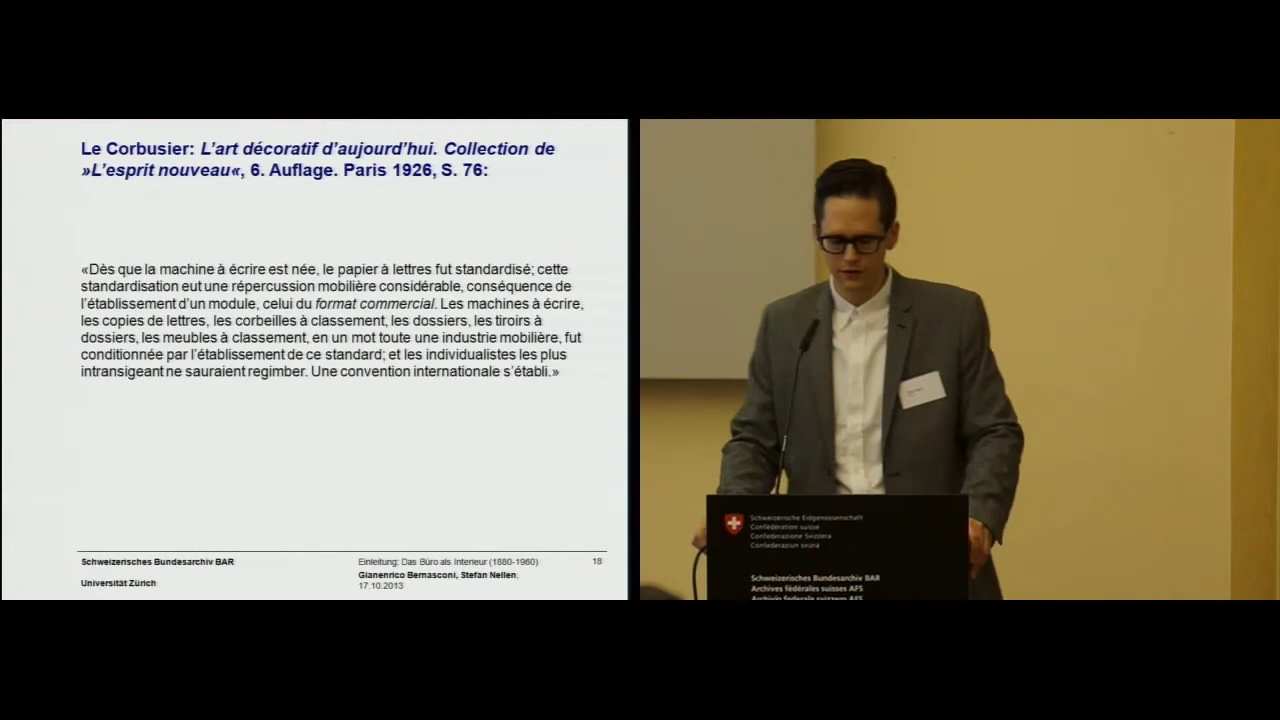 Le Corbusier: L'art décoratif d'aujourd'hui. Collection de
»L'esprit nouveau«, 6. Auflage. Paris 1926, S. 76:
«Dès que la machine à écrire est née, le papier à lettres fut standardisé; cette
standardisation eut une répercussion mobilière considérable, conséquence de
l'établissement d'un module, celui du format commercial. Les machines à écrire,
les copies de lettres, les corbeilles à classement, les dossiers, les tiroirs à
dossiers, les meubles à classement, en un mot toute une industrie mobilière, fut
conditionnée par l'établissement de ce standard; et les individualistes les plus
intransigeant ne sauraient regimber. Une convention internationale s'établi.»
Schweizerisches Bundesarchiv BAR
Universität Zürich
Einleitung: Das Büro als Interieur (1880-1960)
Gianenrico Bernasconi, Stefan Nellen,
17.10.2013
18
Schweizerische Eidgenossenschaft
Confédération suisse
Confederazione Svizzera
Confederaziun svizra
Schweizerisches Bundesarchiv BAR
Archives fédérales suisses AFS
Archivio federale svizzero AFS